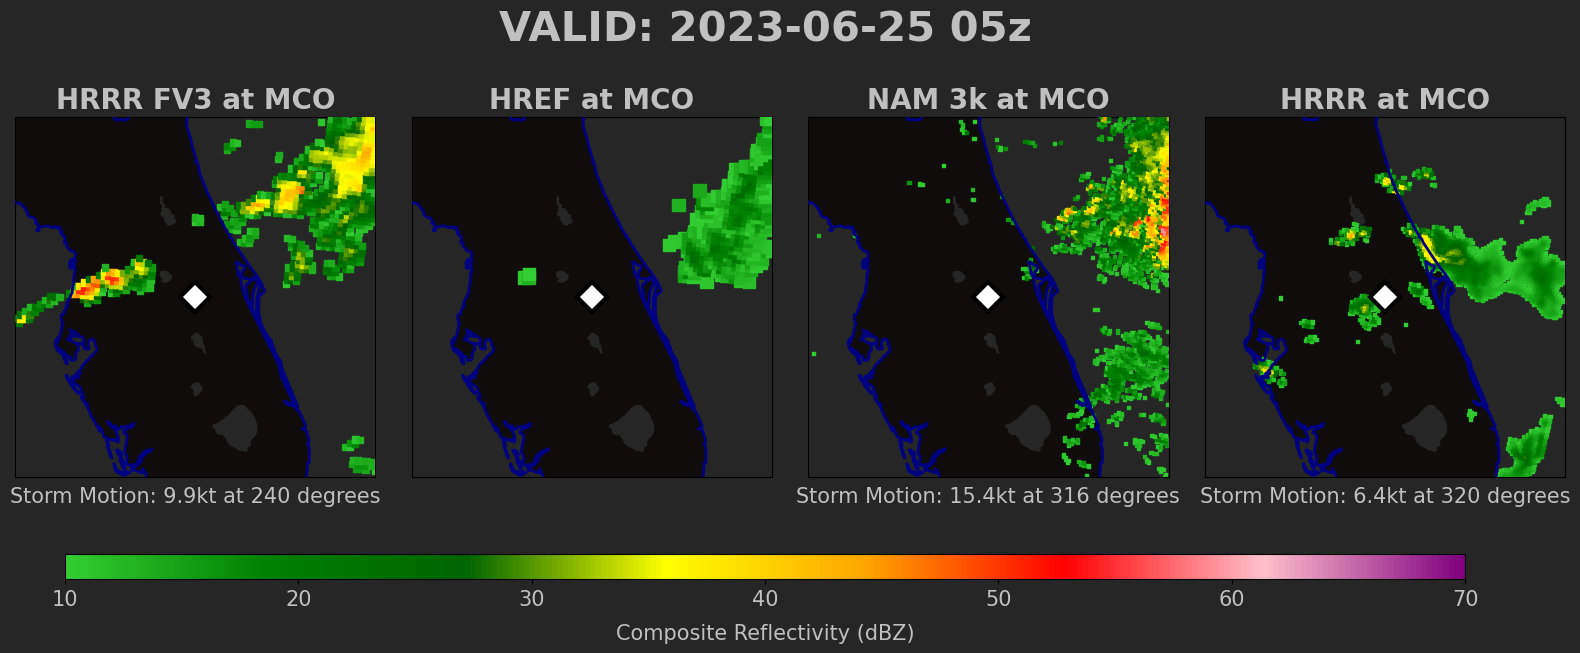 VALID: 2023-06-25 05z
HRRR FV3 at MCO
HREF at MCO
NAM 3k at MCO
HRRR at MCO
Storm Motion: 9.9kt at 240 degrees
Storm Motion: 15.4kt at 316 degrees
Storm Motion: 6.4kt at 320 degrees
10 20 30 40 50 60 70
Composite Reflectivity (dBZ)